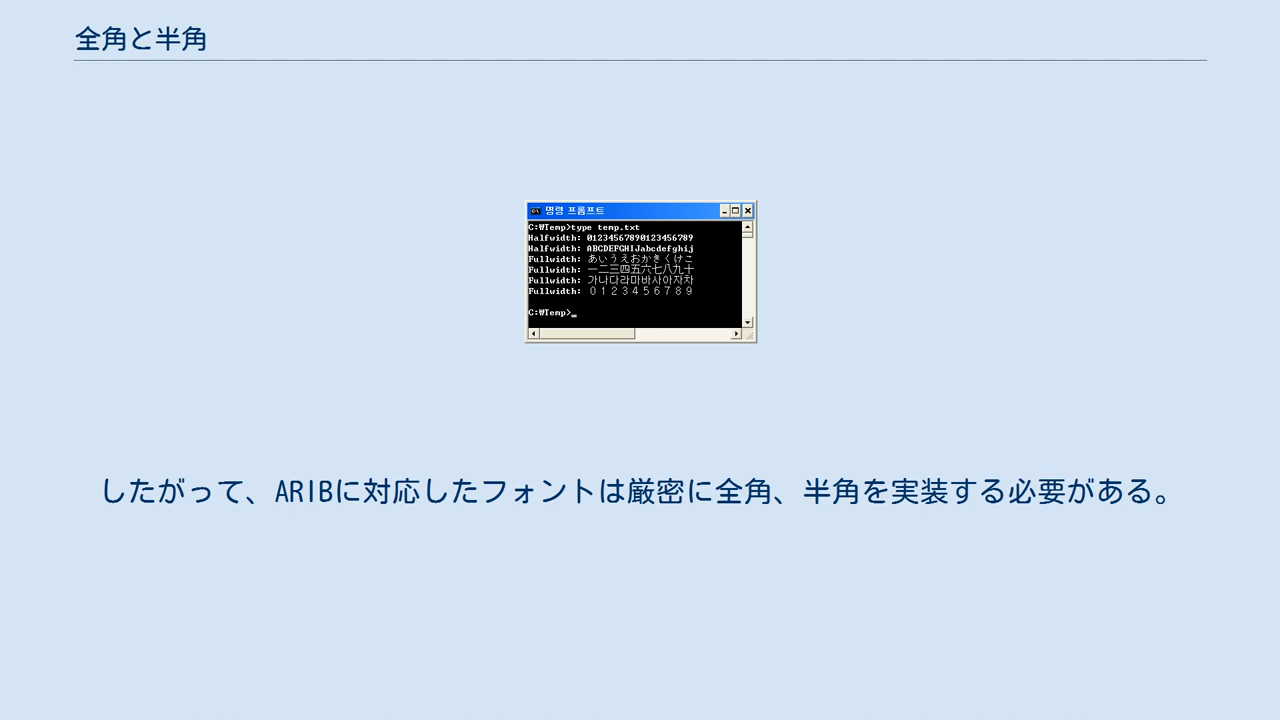 全角と半角
명령 프롬프트
C:₩Temp>type temp.txt
Halfwidth: 01234567890123456789
Halfwidth: ABCDEFGHIJabcdefghij
Fullwidth: あいうえおかきくけこ
Fullwidth: 一二三四五六七八九十
Fullwidth: 가나다라마바사아자차
Fullwidth: ０１２３４５６７８９
C:₩Temp>_
したがって、ARIBに対応したフォントは厳密に全角、半角を実装する必要がある。